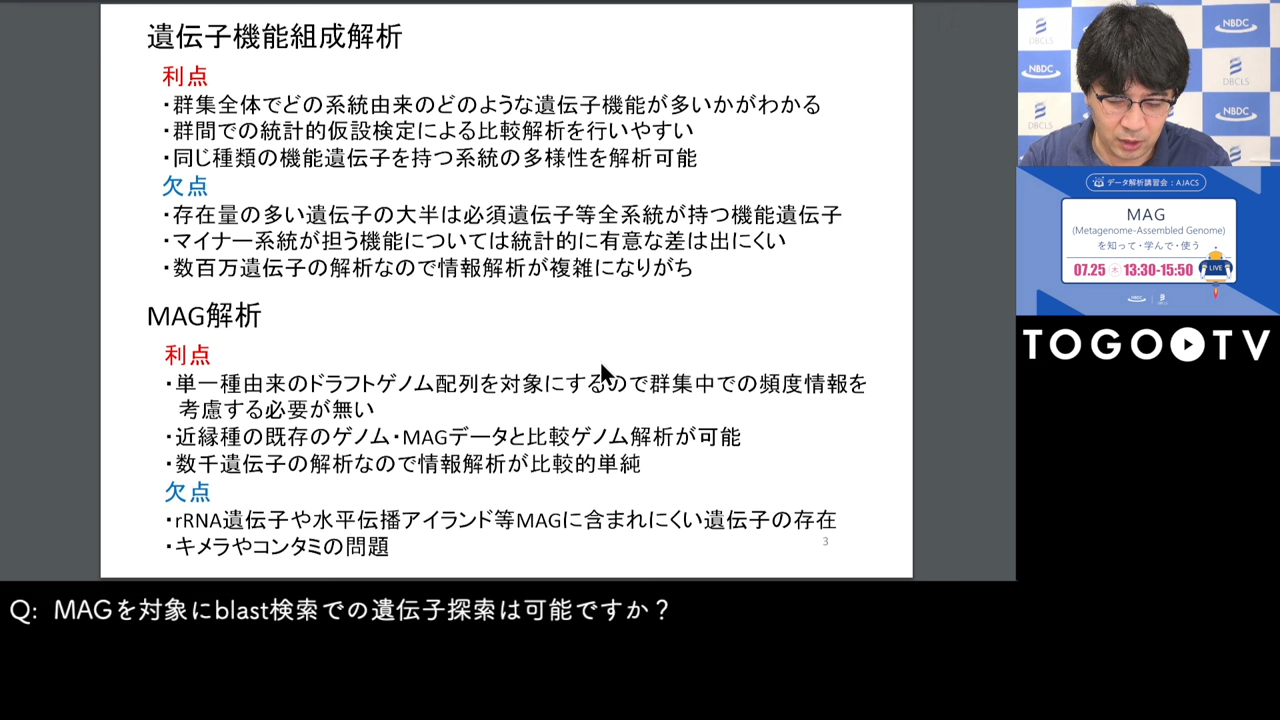 遺伝子機能組成解析
利点
・群集全体でどの系統由来のどのような遺伝子機能が多いかがわかる
・群間での統計的仮設検定による比較解析を行いやすい
・同じ種類の機能遺伝子を持つ系統の多様性を解析可能
欠点
・存在量の多い遺伝子の大半は必須遺伝子等全系統が持つ機能遺伝子
・マイナー系統が担う機能については統計的に有意な差は出にくい
・数百万遺伝子の解析なので情報解析が複雑になりがち
MAG解析
利点
・単一種由来のドラフトゲノム配列を対象にするので群集中での頻度情報を
考慮する必要が無い
・近縁種の既存のゲノム・MAGデータと比較ゲノム解析が可能
・数千遺伝子の解析なので情報解析が比較的単純
欠点
・rRNA遺伝子や水平伝播アイランド等MAGに含まれにくい遺伝子の存在
・キメラやコンタミの問題
3
DBCLS
NBDC
NBDC
DBCLS
DBCLS
NBDC
データ解析講習会：AJACS
MAG
(Metagenome-Assembled Genome)
を知って・学んで・使う
07.25 木 13:30-15:50
LIVE
NBDC
DBCLS
TOGO TV
Q: MAGを対象にblast検索での遺伝子探索は可能ですか？